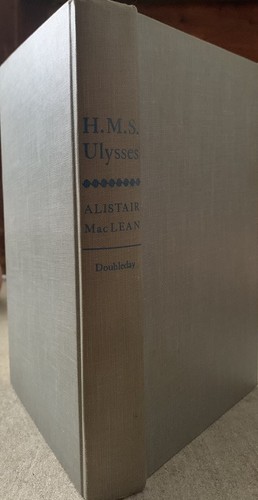 H.M.S.
Ulysses
ALISTAIR
MacLEAN
Doubleday